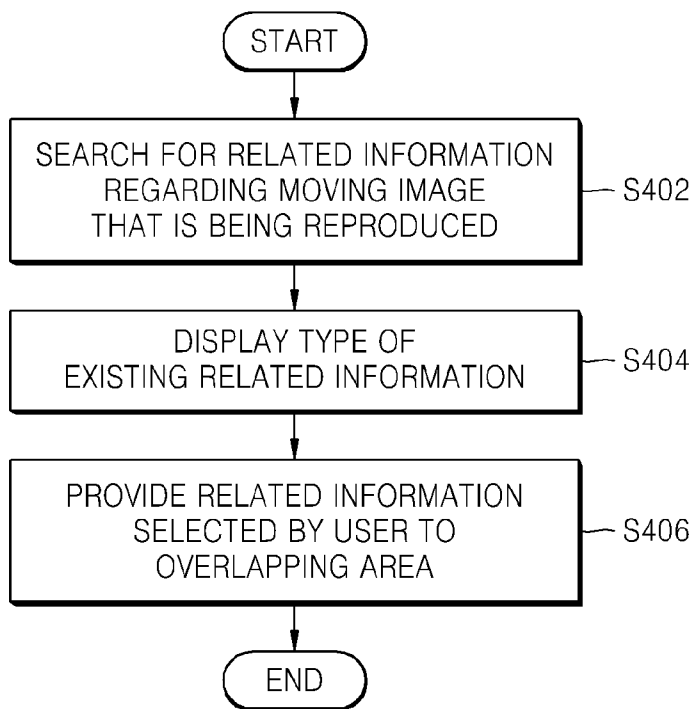 START
SEARCH FOR RELATED INFORMATION
REGARDING MOVING IMAGE
THAT IS BEING REPRODUCED
S402
DISPLAY TYPE OF
EXISTING RELATED INFORMATION
S404
PROVIDE RELATED INFORMATION
SELECTED BY USER TO
OVERLAPPING AREA
S406
END